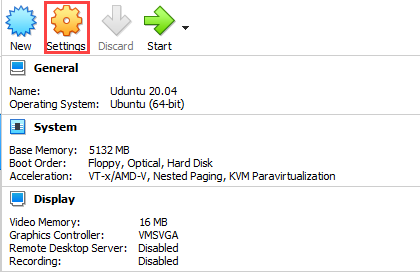 New Settings Discard Start
General
Name: Uduntu 20.04
Operating System: Ubuntu (64-bit)
System
Base Memory: 5132 MB
Boot Order: Floppy, Optical, Hard Disk
Acceleration: VT-x/AMD-V, Nested Paging, KVM Paravirtualization
Display
Video Memory: 16 MB
Graphics Controller: VMSVGA
Remote Desktop Server: Disabled
Recording: Disabled